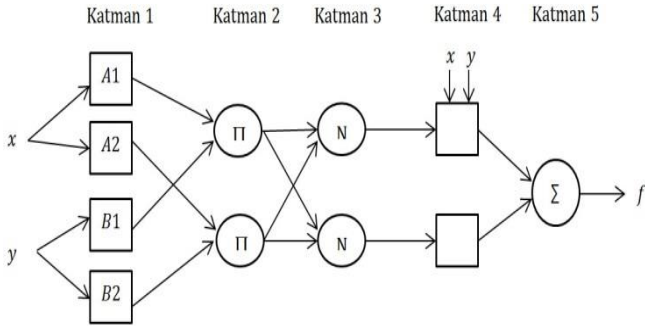 Katman 1 Katman 2 Katman 3 Katman 4 Katman 5
x y
A1
x
A2
Π N
Σ f
B1
y
Π N
B2